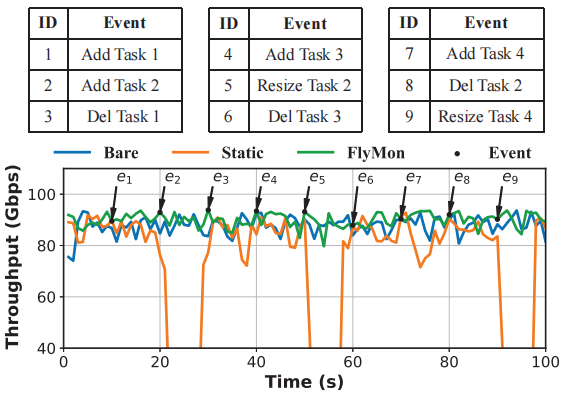 ID Event ID Event ID Event
1 Add Task 1 4 Add Task 3 7 Add Task 4
2 Add Task 2 5 Resize Task 2 8 Del Task 2
3 Del Task 1 6 Del Task 3 9 Resize Task 4
Bare Static FlyMon Event
e1 e2 e3 e4 e5 e6 e7 e8 e9
Throughput (Gbps)
100
80
60
40
0 20 40 60 80 100
Time (s)